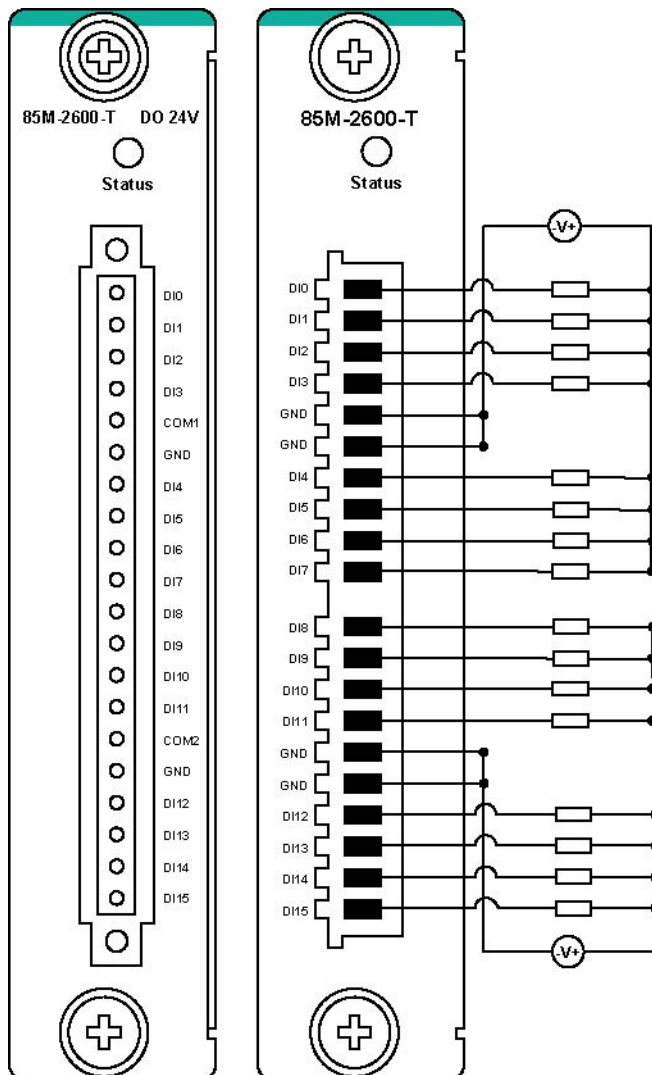 85M-2600-T DO 24V
Status
DI0
DI1
DI2
DI3
COM1
GND
DI4
DI5
DI6
DI7
DI8
DI9
DI10
DI11
COM2
GND
DI12
DI13
DI14
DI15
85M-2600-T
Status
-V+
DI0
DI1
DI2
DI3
GND
GND
DI4
DI5
DI6
DI7
DI8
DI9
DI10
DI11
GND
GND
DI12
DI13
DI14
DI15
-V+